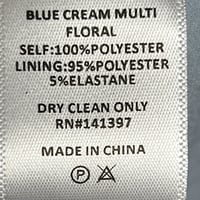 BLUE CREAM MULTI
FLORAL
SELF:100%POLYESTER
LINING:95%POLYESTER
5%ELASTANE
DRY CLEAN ONLY
RN#141397
MADE IN CHINA
P